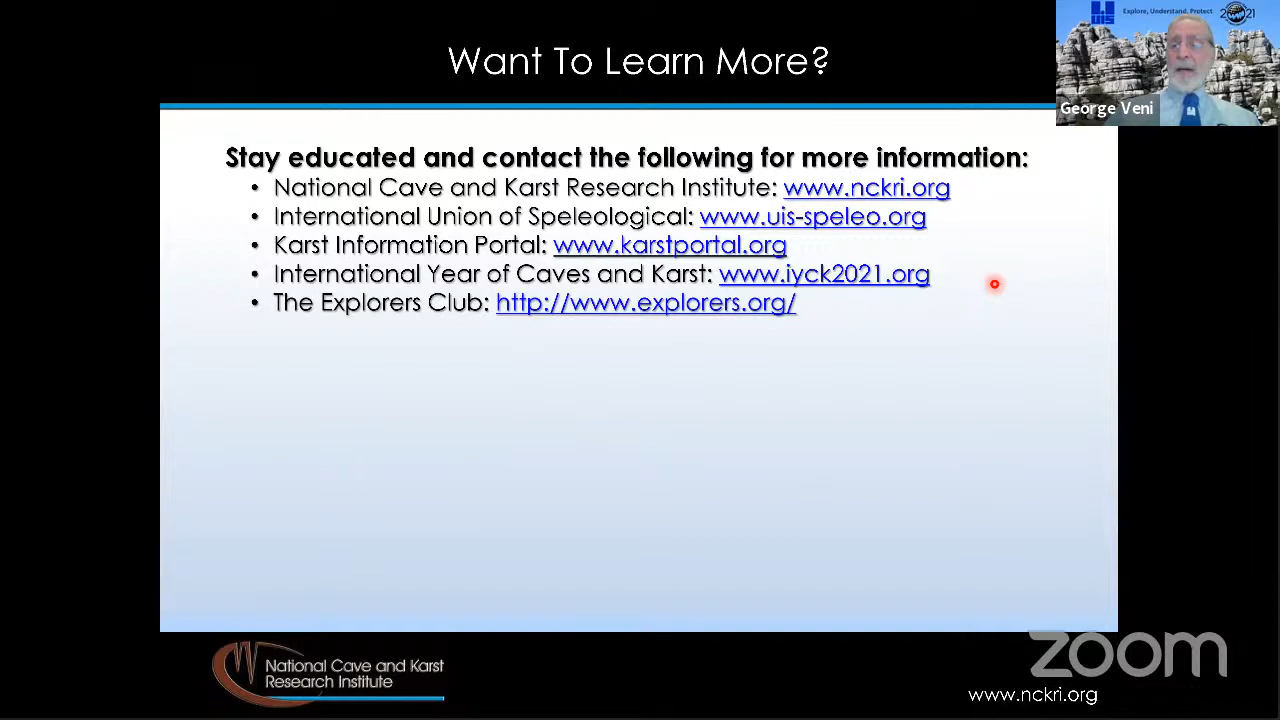 Want To Learn More?
UIS
Explore, Understand, Protect
2021
George Veni
Stay educated and contact the following for more information:
• National Cave and Karst Research Institute: www.nckri.org
• International Union of Speleological: www.uis-speleo.org
• Karst Information Portal: www.karstportal.org
• International Year of Caves and Karst: www.iyck2021.org
• The Explorers Club: http://www.explorers.org/
National Cave and Karst
Research Institute
zoom
www.nckri.org